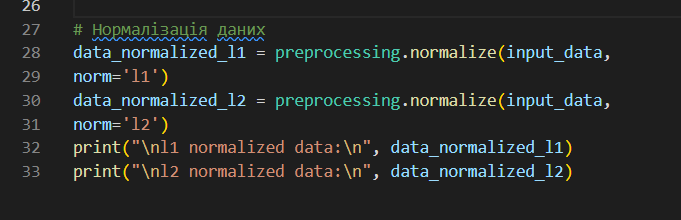 26
27 # Нормалізація даних
28 data_normalized_l1 = preprocessing.normalize(input_data,
29 norm='l1')
30 data_normalized_l2 = preprocessing.normalize(input_data,
31 norm='l2')
32 print("\nl1 normalized data:\n", data_normalized_l1)
33 print("\nl2 normalized data:\n", data_normalized_l2)